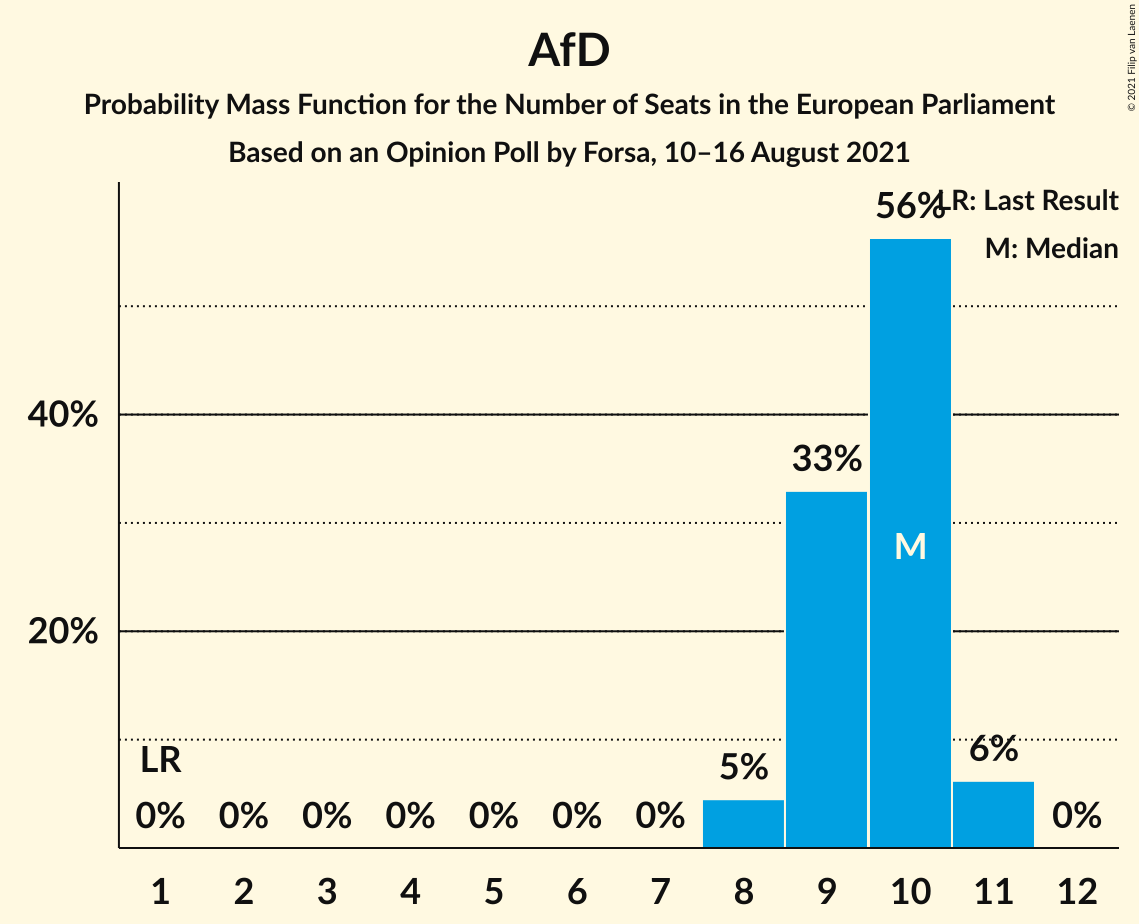 AfD
Probability Mass Function for the Number of Seats in the European Parliament
Based on an Opinion Poll by Forsa, 10–16 August 2021
© 2021 Filip van Laenen
LR: Last Result
M: Median
56%
40%
33%
M
20%
LR
5%
6%
0% 0% 0% 0% 0% 0% 0% 0%
1 2 3 4 5 6 7 8 9 10 11 12